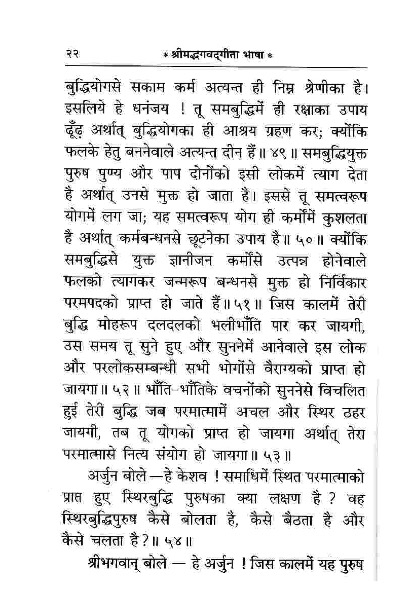 २२
* श्रीमद्भगवद्‌गीता भाषा *
बुद्धियोगसे सकाम कर्म अत्यन्त ही निम्न श्रेणीका है।
इसलिये हे धनंजय ! तू समबुद्धिमें ही रक्षाका उपाय
ढूँढ़ अर्थात् बुद्धियोगका ही आश्रय ग्रहण कर; क्योंकि
फलके हेतु बननेवाले अत्यन्त दीन हैं॥ ४९॥ समबुद्धियुक्त
पुरुष पुण्य और पाप दोनोंको इसी लोकमें त्याग देता
है अर्थात् उनसे मुक्त हो जाता है। इससे तू समत्वरूप
योगमें लग जा; यह समत्वरूप योग ही कर्मोंमें कुशलता
है अर्थात् कर्मबन्धनसे छूटनेका उपाय है॥ ५०॥ क्योंकि
समबुद्धिसे युक्त ज्ञानीजन कर्मोंसे उत्पन्न होनेवाले
फलको त्यागकर जन्मरूप बन्धनसे मुक्त हो निर्विकार
परमपदको प्राप्त हो जाते हैं॥ ५१॥ जिस कालमें तेरी
बुद्धि मोहरूप दलदलको भलीभाँति पार कर जायगी,
उस समय तू सुने हुए और सुननेमें आनेवाले इस लोक
और परलोकसम्बन्धी सभी भोगोंसे वैराग्यको प्राप्त हो
जायगा॥ ५२॥ भाँति-भाँतिके वचनोंको सुननेसे विचलित
हुई तेरी बुद्धि जब परमात्मामें अचल और स्थिर ठहर
जायगी, तब तू योगको प्राप्त हो जायगा अर्थात् तेरा
परमात्मासे नित्य संयोग हो जायगा॥ ५३॥
अर्जुन बोले—हे केशव ! समाधिमें स्थित परमात्माको
प्राप्त हुए स्थिरबुद्धि पुरुषका क्या लक्षण है ? वह
स्थिरबुद्धिपुरुष कैसे बोलता है, कैसे बैठता है और
कैसे चलता है?॥ ५४॥
श्रीभगवान् बोले — हे अर्जुन ! जिस कालमें यह पुरुष